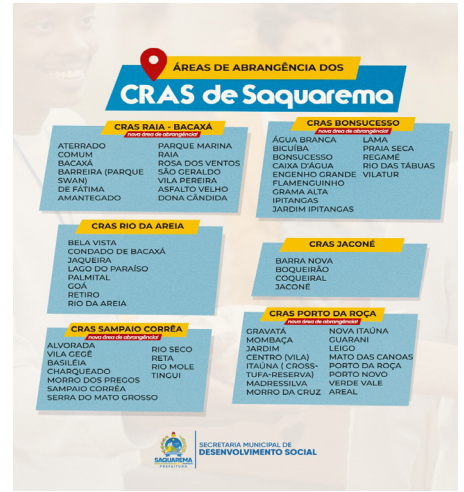 ÁREAS DE ABRANGÊNCIA DOS
CRAS de Saquarema
CRAS RAIA - BACAXÁ
nova área de abrangência!
ATERRADO
COMUM
BACAXÁ
BARREIRA (PARQUE
SWAN)
DE FÁTIMA
AMANTEGADO
PARQUE MARINA
RAIA
ROSA DOS VENTOS
SÃO GERALDO
VILA PEREIRA
ASFALTO VELHO
DONA CÂNDIDA
CRAS BONSUCESSO
nova área de abrangência!
ÁGUA BRANCA
BICUÍBA
BONSUCESSO
CAIXA D'ÁGUA
ENGENHO GRANDE
FLAMENGUINHO
GRAMA ALTA
IPITANGAS
JARDIM IPITANGAS
LAMA
PRAIA SECA
REGAMÉ
RIO DAS TÁBUAS
VILATUR
CRAS RIO DA AREIA
BELA VISTA
CONDADO DE BACAXÁ
JAQUEIRA
LAGO DO PARAÍSO
PALMITAL
GOÁ
RETIRO
RIO DA AREIA
CRAS JACONÉ
BARRA NOVA
BOQUEIRÃO
COQUEIRAL
JACONÉ
CRAS SAMPAIO CORRÊA
nova área de abrangência!
ALVORADA
VILA GEGÊ
BASILÉIA
CHARQUEADO
MORRO DOS PREGOS
SAMPAIO CORRÊA
SERRA DO MATO GROSSO
RIO SECO
RETA
RIO MOLE
TINGUI
CRAS PORTO DA ROÇA
nova área de abrangência!
GRAVATÁ
MOMBAÇA
JARDIM
CENTRO (VILA)
ITAÚNA ( CROSS-
TUFA-RESERVA)
MADRESSILVA
MORRO DA CRUZ
NOVA ITAÚNA
GUARANI
LEIGO
MATO DAS CANOAS
PORTO DA ROÇA
PORTO NOVO
VERDE VALE
AREAL
SAQUAREMA
PREFEITURA
SECRETARIA MUNICIPAL DE
DESENVOLVIMENTO SOCIAL